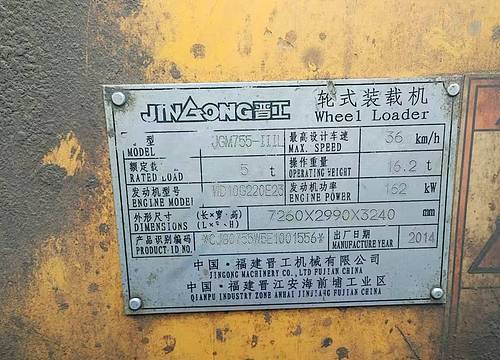 JINGONG晋工 轮式装载机
Wheel Loader
型 JGM755-IIIL 最高设计车速 36 km/h
MODEL MAX. SPEED
额定载 5 t 操作重量 16.2 t
RATED LOAD OPERATING WEIGHT
发动机型号 WD10G220E23 发动机功率 162 kW
ENGINE MODEL ENGINE POWER
外形尺寸 (长×宽×高) 7260X2990X3240 mm
DIMENSIONS (L×C×H)
产品识别编码 出厂日期 2014
PRODUCT ID NO. MANUFACTURE YEAR
中国·福建晋工机械有限公司
JINGONG MACHINERY CO., LTD FUJIAN CHINA
中国·福建晋江安海前埔工业区
QIANPU INDUSTRY ZONE ANHAI JINJIANG FUJIAN CHINA